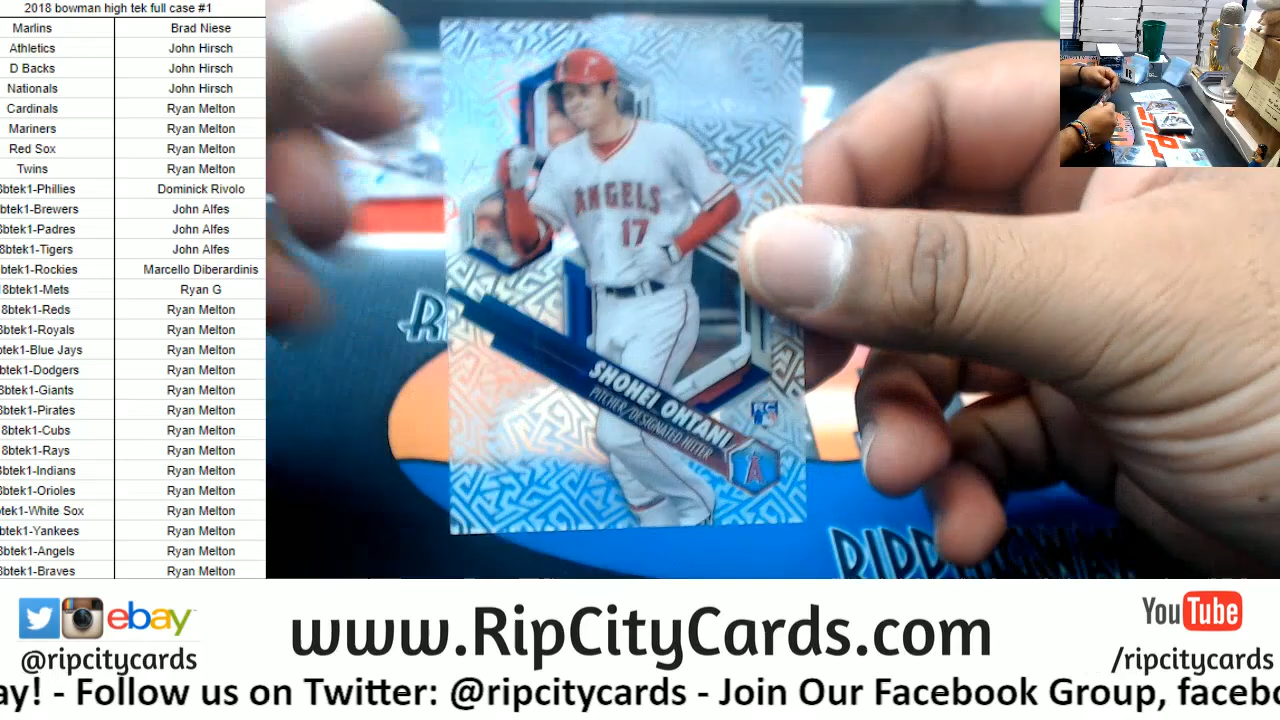 2018 bowman high tek full case #1
Marlins Brad Niese
Athletics John Hirsch
D Backs John Hirsch
Nationals John Hirsch
Cardinals Ryan Melton
Mariners Ryan Melton
Red Sox Ryan Melton
Twins Ryan Melton
8btek1-Phillies Dominick Rivolo
btek1-Brewers John Alfes
8btek1-Padres John Alfes
8btek1-Tigers John Alfes
btek1-Rockies Marcello Diberardinis
18btek1-Mets Ryan G
8btek1-Reds Ryan Melton
8btek1-Royals Ryan Melton
btek1-Blue Jays Ryan Melton
btek1-Dodgers Ryan Melton
8btek1-Giants Ryan Melton
8btek1-Pirates Ryan Melton
8btek1-Cubs Ryan Melton
8btek1-Rays Ryan Melton
8btek1-Indians Ryan Melton
8btek1-Orioles Ryan Melton
btek1-White Sox Ryan Melton
btek1-Yankees Ryan Melton
8btek1-Angels Ryan Melton
8btek1-Braves Ryan Melton
ANGELS
17
SHOHEI OHTANI
PITCHER/DESIGNATED HITTER
RC
A
ebay
@ripcitycards
www.RipCityCards.com
YouTube
/ripcitycards
ay! - Follow us on Twitter: @ripcitycards - Join Our Facebook Group, facebo